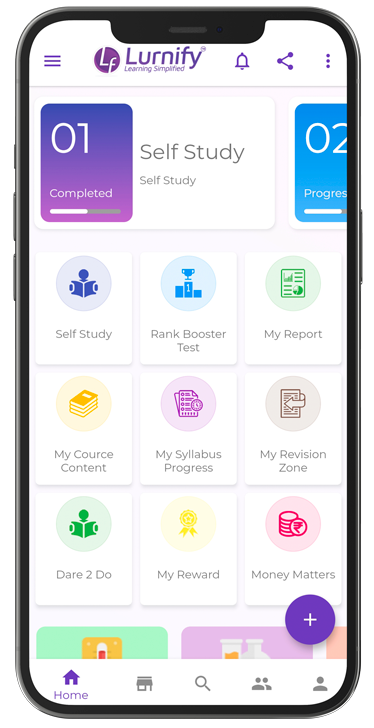 Lurnify
Learning Simplified
01
Completed
Self Study
Self Study
02
Progres
Self Study
Rank Booster
Test
My Report
My Cource
Content
My Syllabus
Progress
My Revision
Zone
Dare 2 Do
My Reward
Money Matters
Home